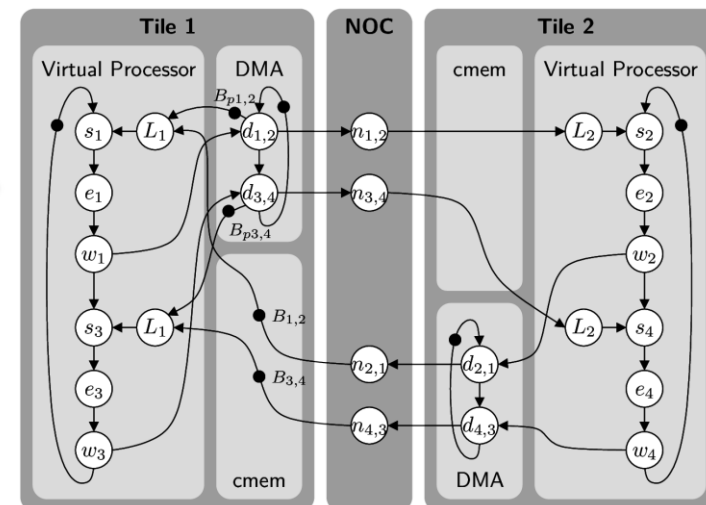 Tile 1
NOC
Tile 2
Virtual Processor
DMA
cmem
Virtual Processor
B_{p1,2}
s_1
L_1
d_{1,2}
n_{1,2}
L_2
s_2
e_1
d_{3,4}
n_{3,4}
e_2
B_{p3,4}
w_1
w_2
s_3
L_1
B_{1,2}
L_2
s_4
n_{2,1}
d_{2,1}
e_3
B_{3,4}
e_4
n_{4,3}
d_{4,3}
w_3
w_4
cmem
DMA